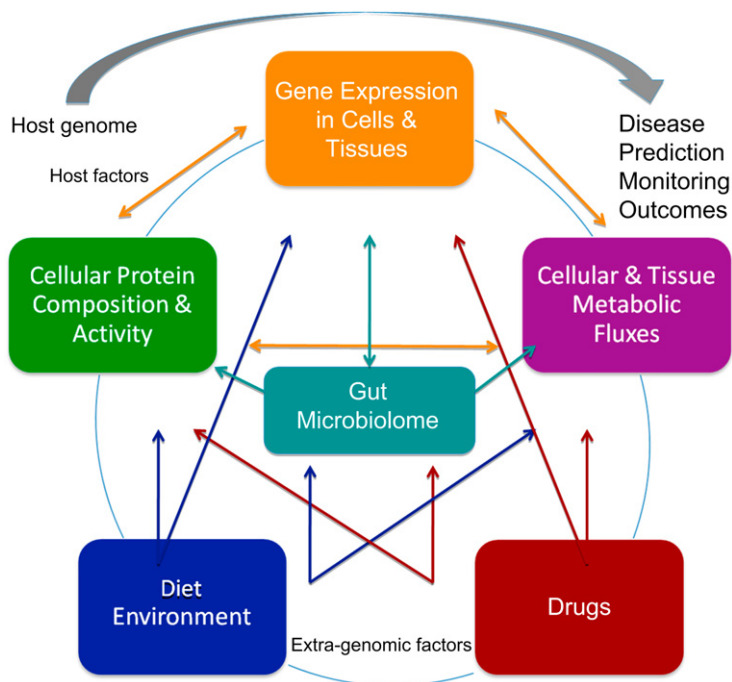 Gene Expression
in Cells &
Tissues
Host genome
Host factors
Disease
Prediction
Monitoring
Outcomes
Cellular Protein
Composition &
Activity
Cellular & Tissue
Metabolic
Fluxes
Gut
Microbiolome
Diet
Environment
Drugs
Extra-genomic factors